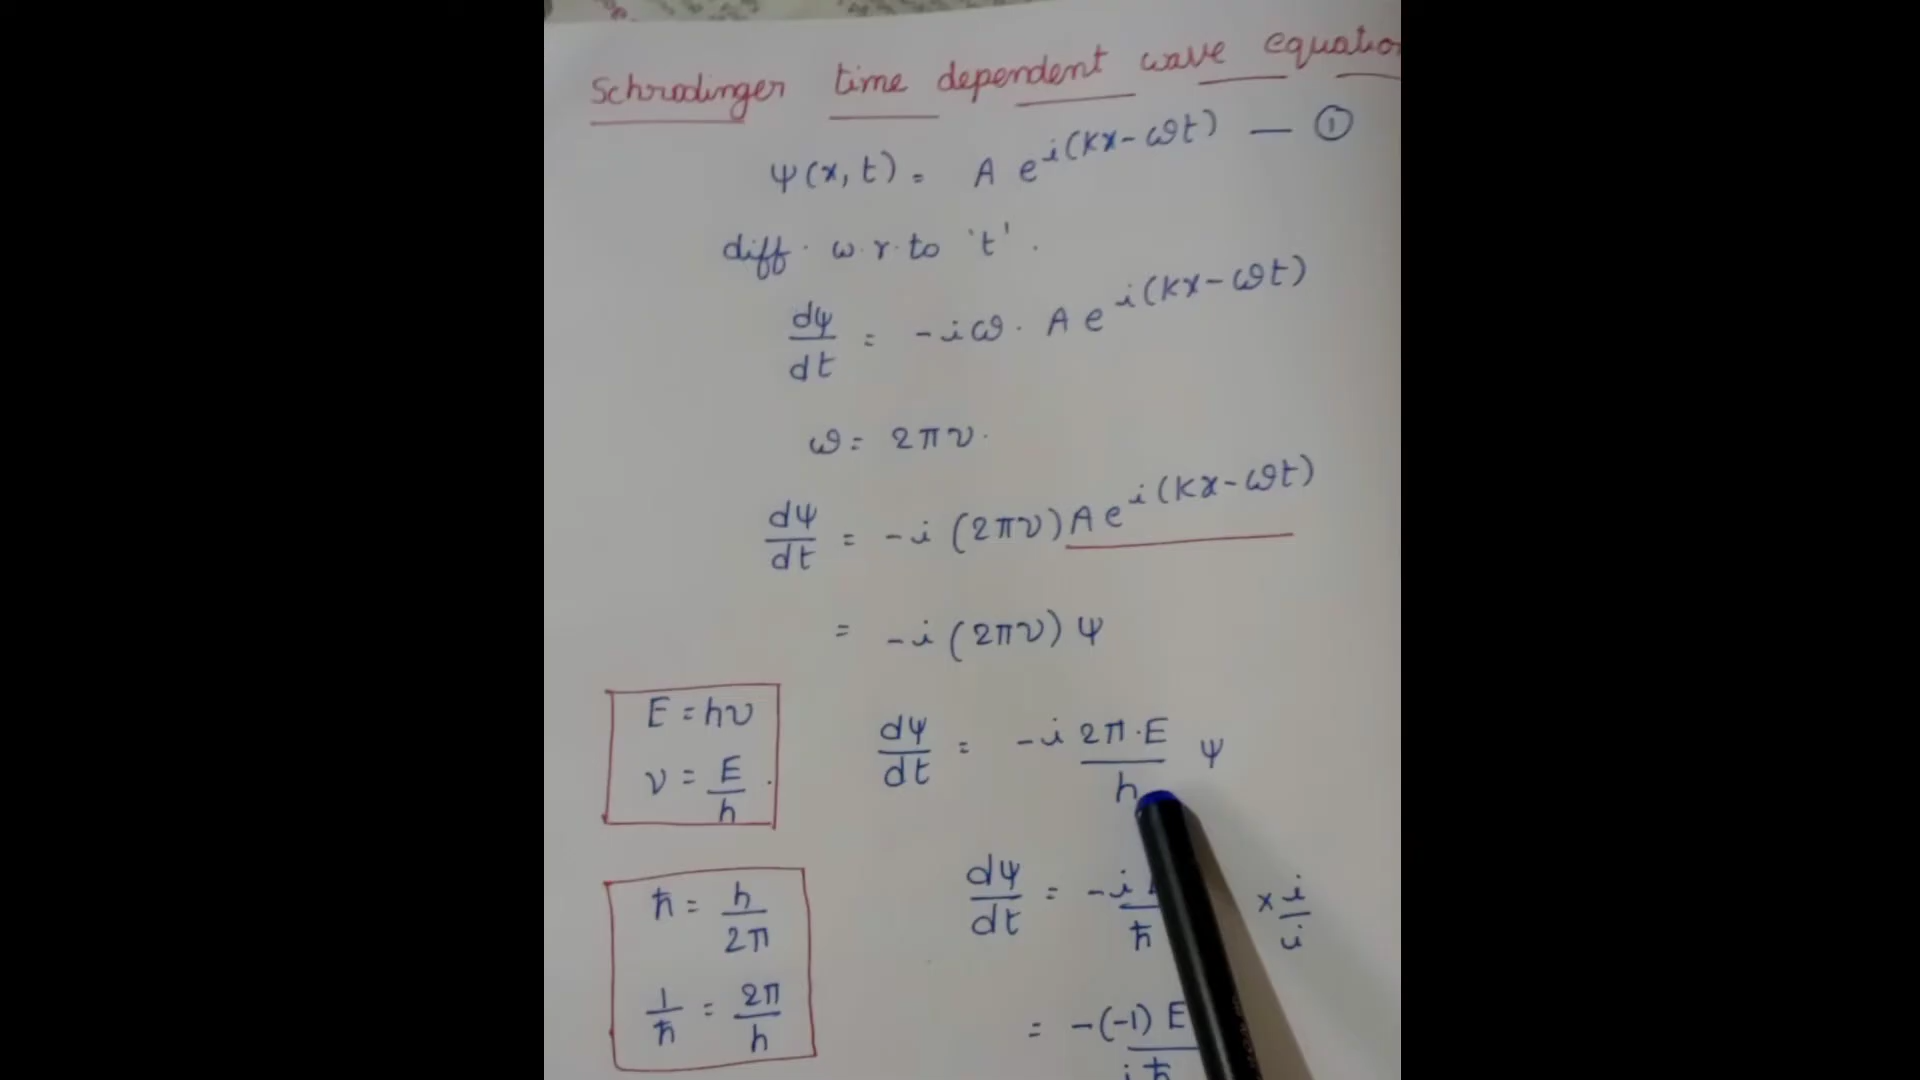 Schrodinger time dependent wave equatio
ψ(x, t) = A e^{i(kx-ωt)} — ①
diff. w.r.to 't'.
dψ/dt = -iω. A e^{i(kx-ωt)}
ω = 2πν.
dψ/dt = -i (2πν) A e^{i(kx-ωt)}
= -i (2πν) ψ
E = hν
ν = E/h.
dψ/dt = -i 2π.E/h ψ
ħ = h/2π
1/ħ = 2π/h
dψ/dt = -i /ħ × i/i
= -(-1) E/iħ